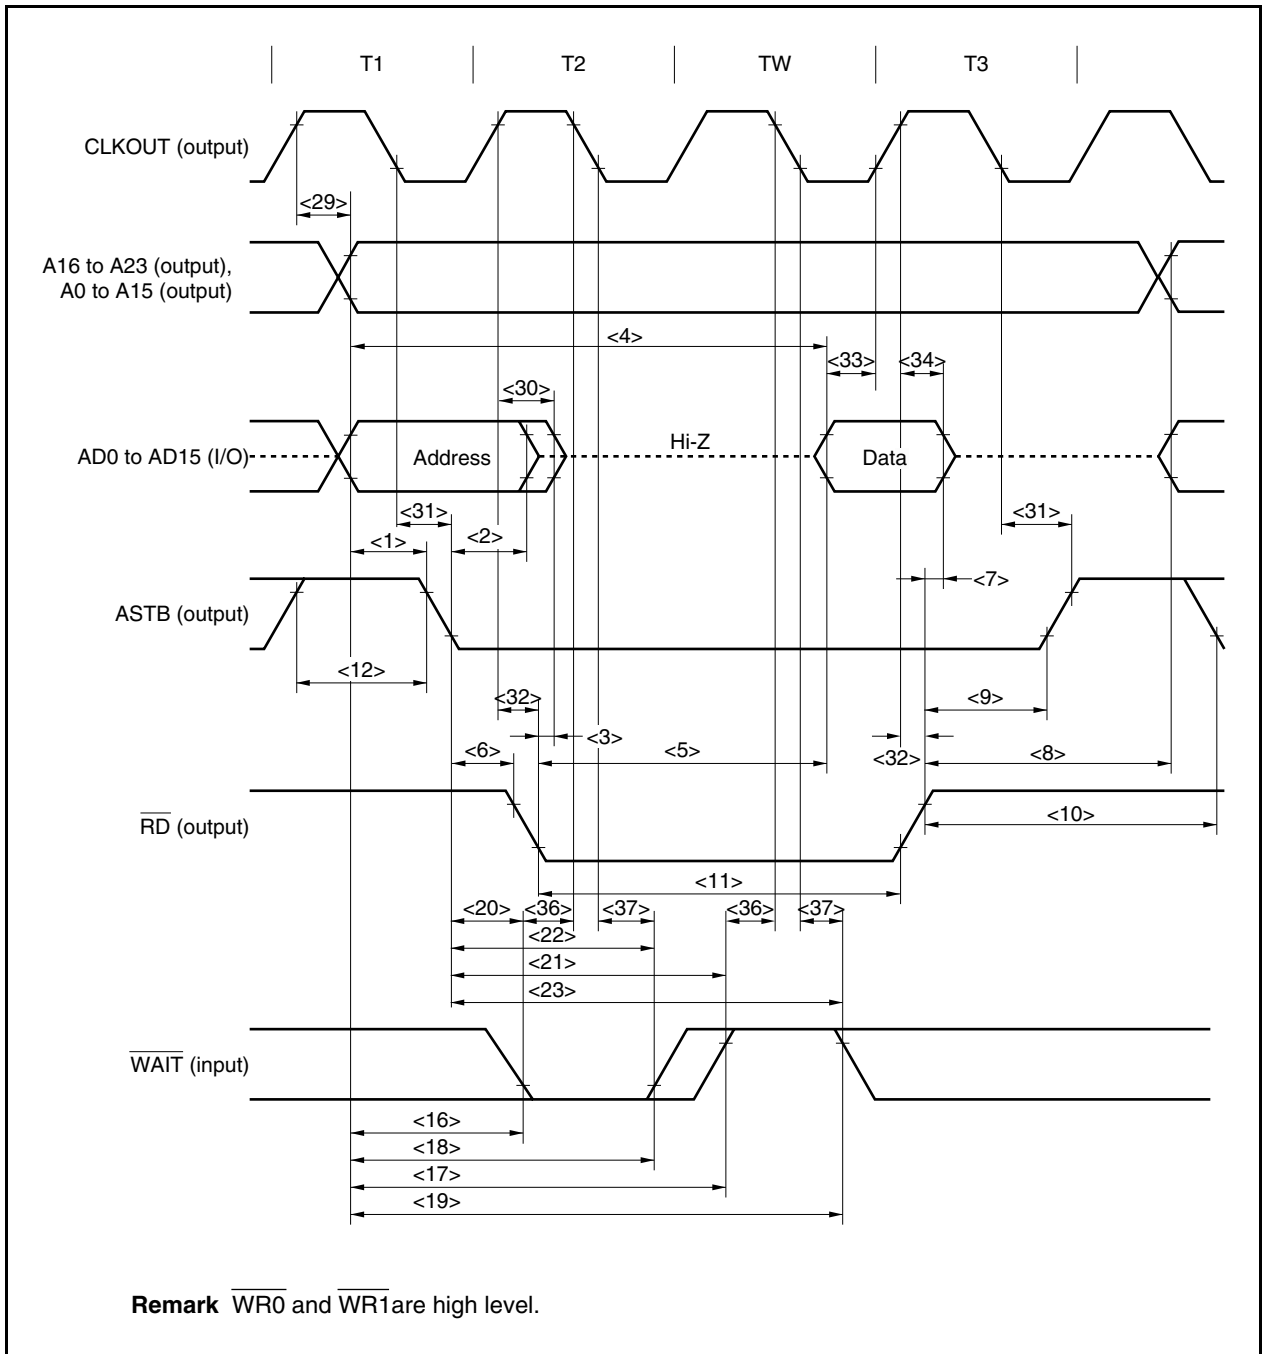 T1 T2 TW T3
CLKOUT (output)
<29>
A16 to A23 (output),
A0 to A15 (output)
<4>
<33> <34>
<30>
AD0 to AD15 (I/O) Address Hi-Z Data
<31> <2> <31>
<1>
<7>
ASTB (output)
<12>
<32> <9>
<3>
<6> <5> <32> <8>
RD (output)
<10>
<11>
<20> <36> <37> <36> <37>
<22>
<21>
<23>
WAIT (input)
<16>
<18>
<17>
<19>
Remark WR0 and WR1are high level.